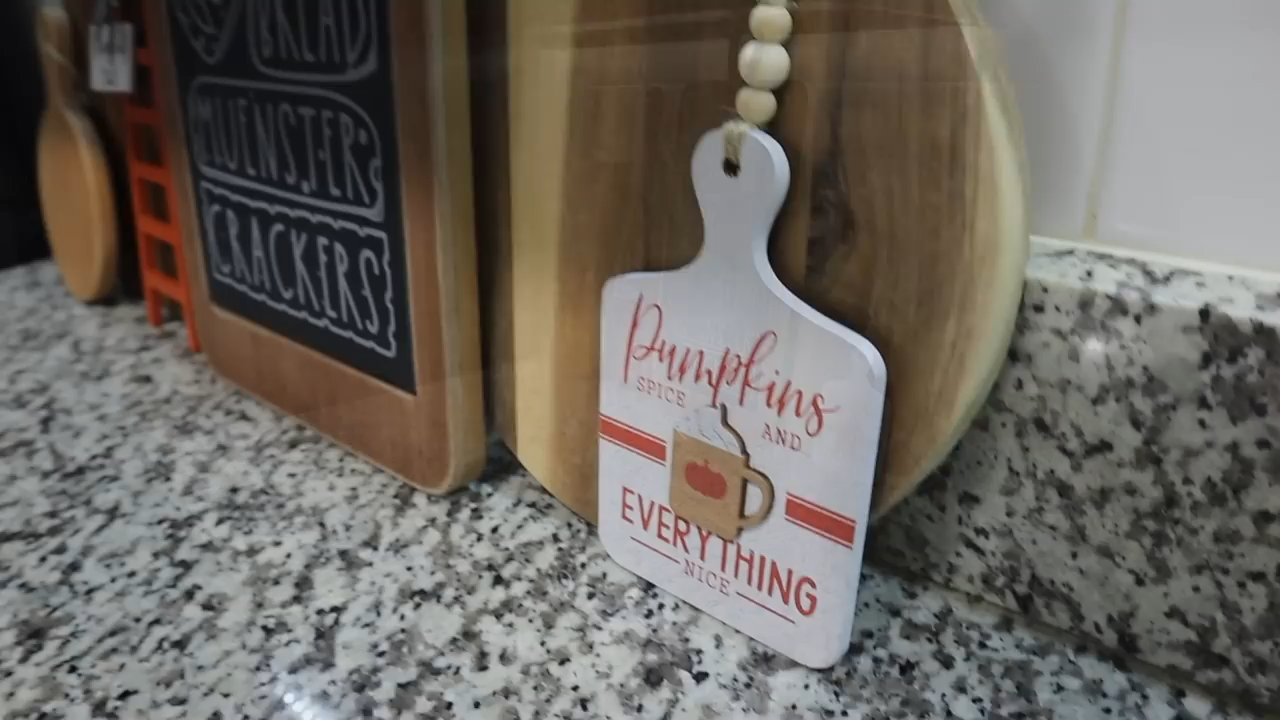 BREAD
MUENSTER
CRACKERS
Pumpkins
SPICE
AND
EVERYTHING
NICE